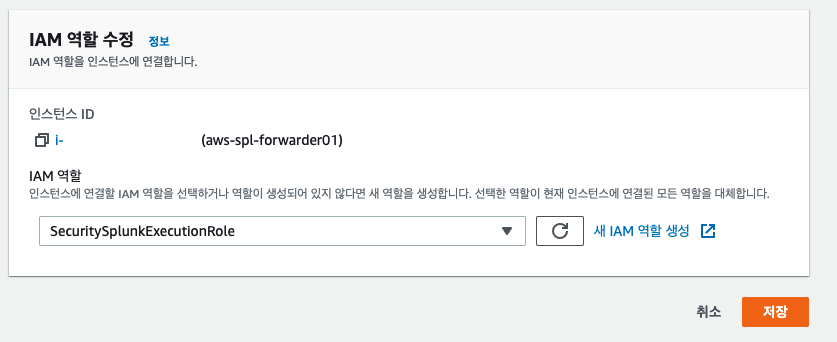 IAM 역할 수정 정보
IAM 역할을 인스턴스에 연결합니다.
인스턴스 ID
i- (aws-spl-forwarder01)
IAM 역할
인스턴스에 연결할 IAM 역할을 선택하거나 역할이 생성되어 있지 않다면 새 역할을 생성합니다. 선택한 역할이 현재 인스턴스에 연결된 모든 역할을 대체합니다.
SecuritySplunkExecutionRole 새 IAM 역할 생성
취소 저장